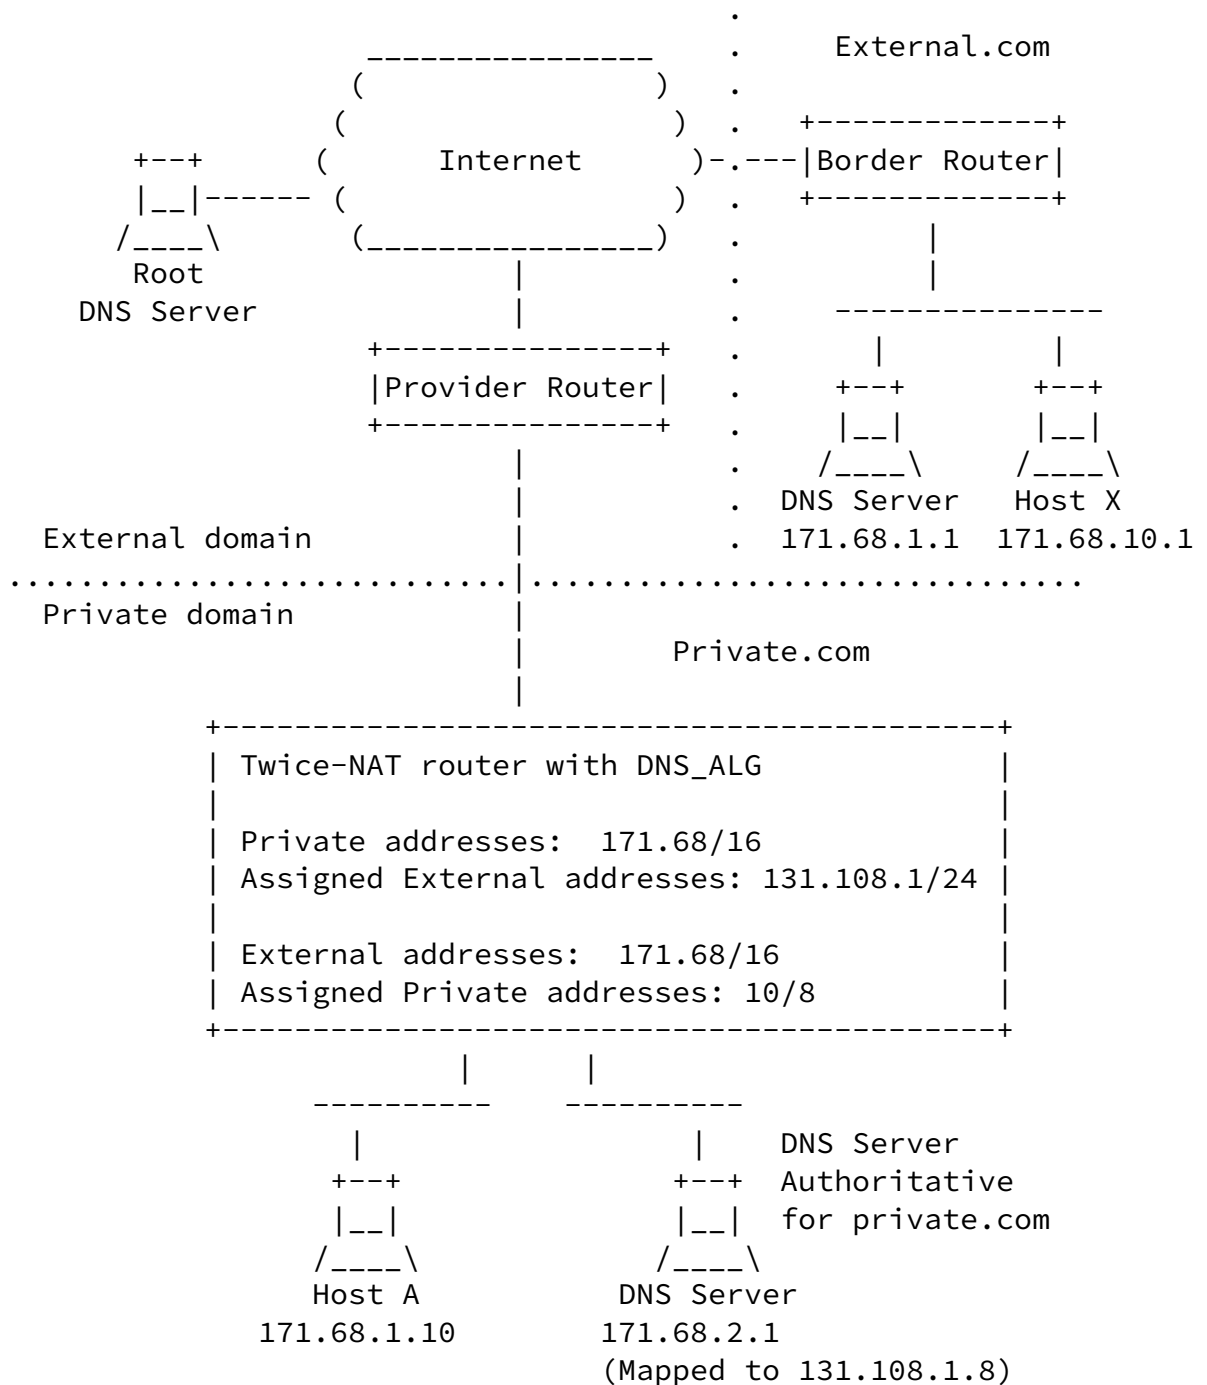 External.com
Internet
Border Router
Root
DNS Server
Provider Router
DNS Server Host X
External domain 171.68.1.1 171.68.10.1
Private domain
Private.com
Twice-NAT router with DNS_ALG
Private addresses: 171.68/16
Assigned External addresses: 131.108.1/24
External addresses: 171.68/16
Assigned Private addresses: 10/8
DNS Server
Authoritative
for private.com
Host A DNS Server
171.68.1.10 171.68.2.1
(Mapped to 131.108.1.8)